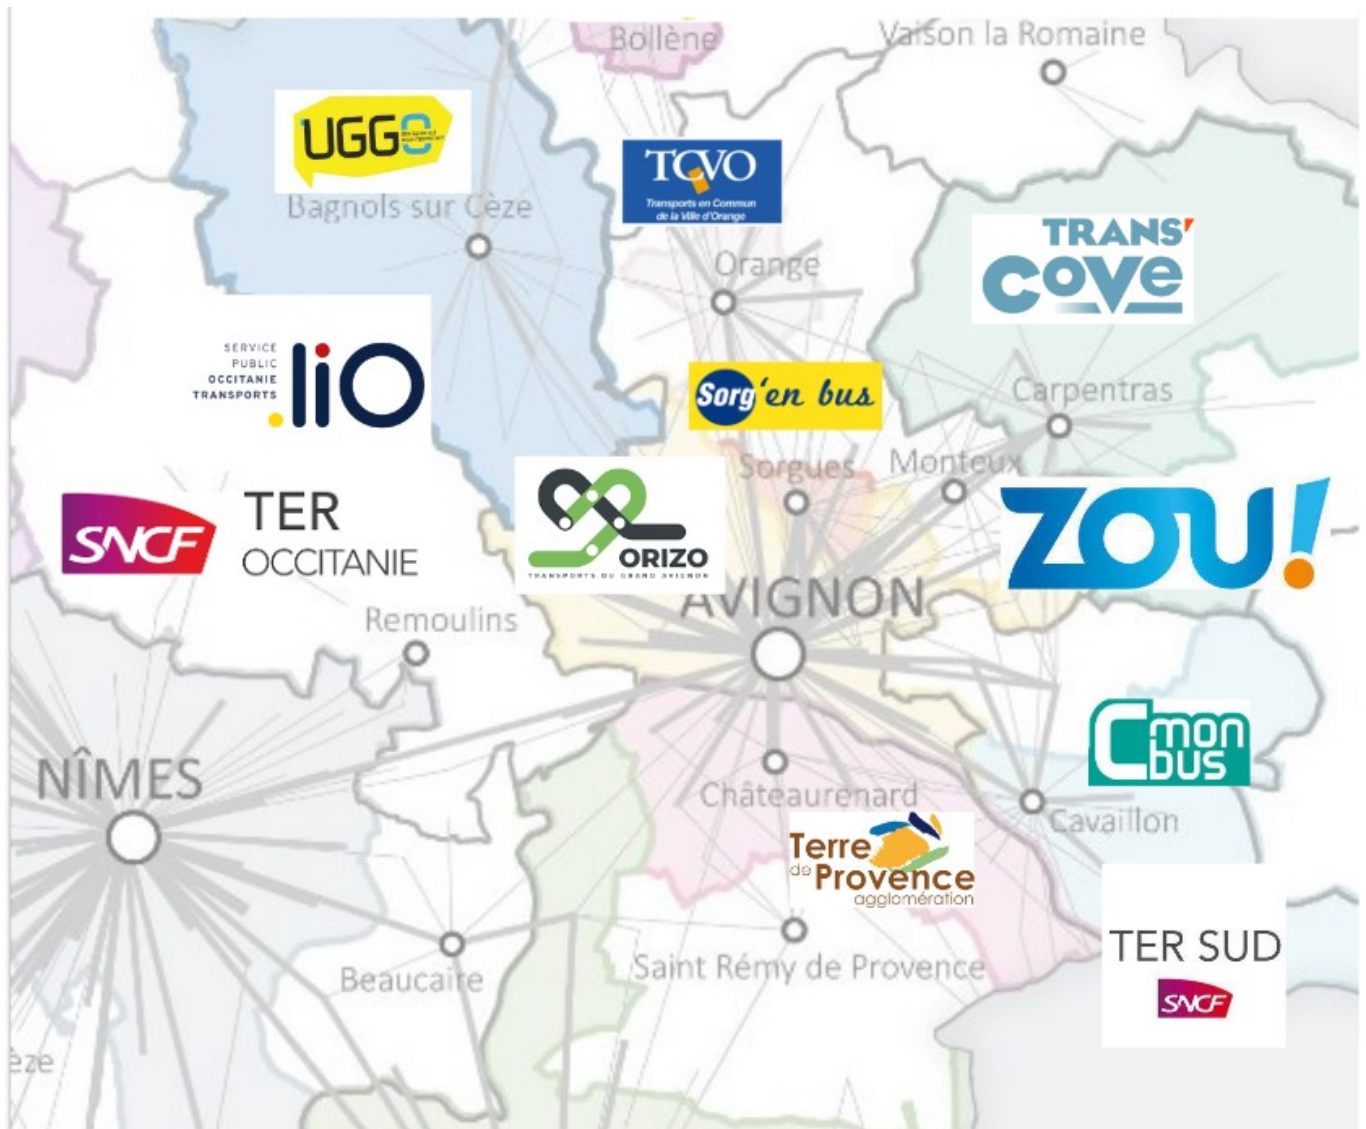 Bollène
Vaison la Romaine
UGGO
Bagnols sur Cèze
TCVO
Transports en Commun
de la Ville d'Orange
Orange
TRANS'
COVE
SERVICE
PUBLIC
OCCITANIE
TRANSPORTS
.liO
Sorg'en bus
Carpentras
Sorgues
Monteux
SNCF
TER
OCCITANIE
ORIZO
TRANSPORTS DU GRAND AVIGNON
ZOU!
AVIGNON
Remoulins
NÎMES
C mon
bus
Châteaurenard
Cavaillon
Terre
de Provence
agglomération
Beaucaire
Saint Rémy de Provence
TER SUD
SNCF
èze